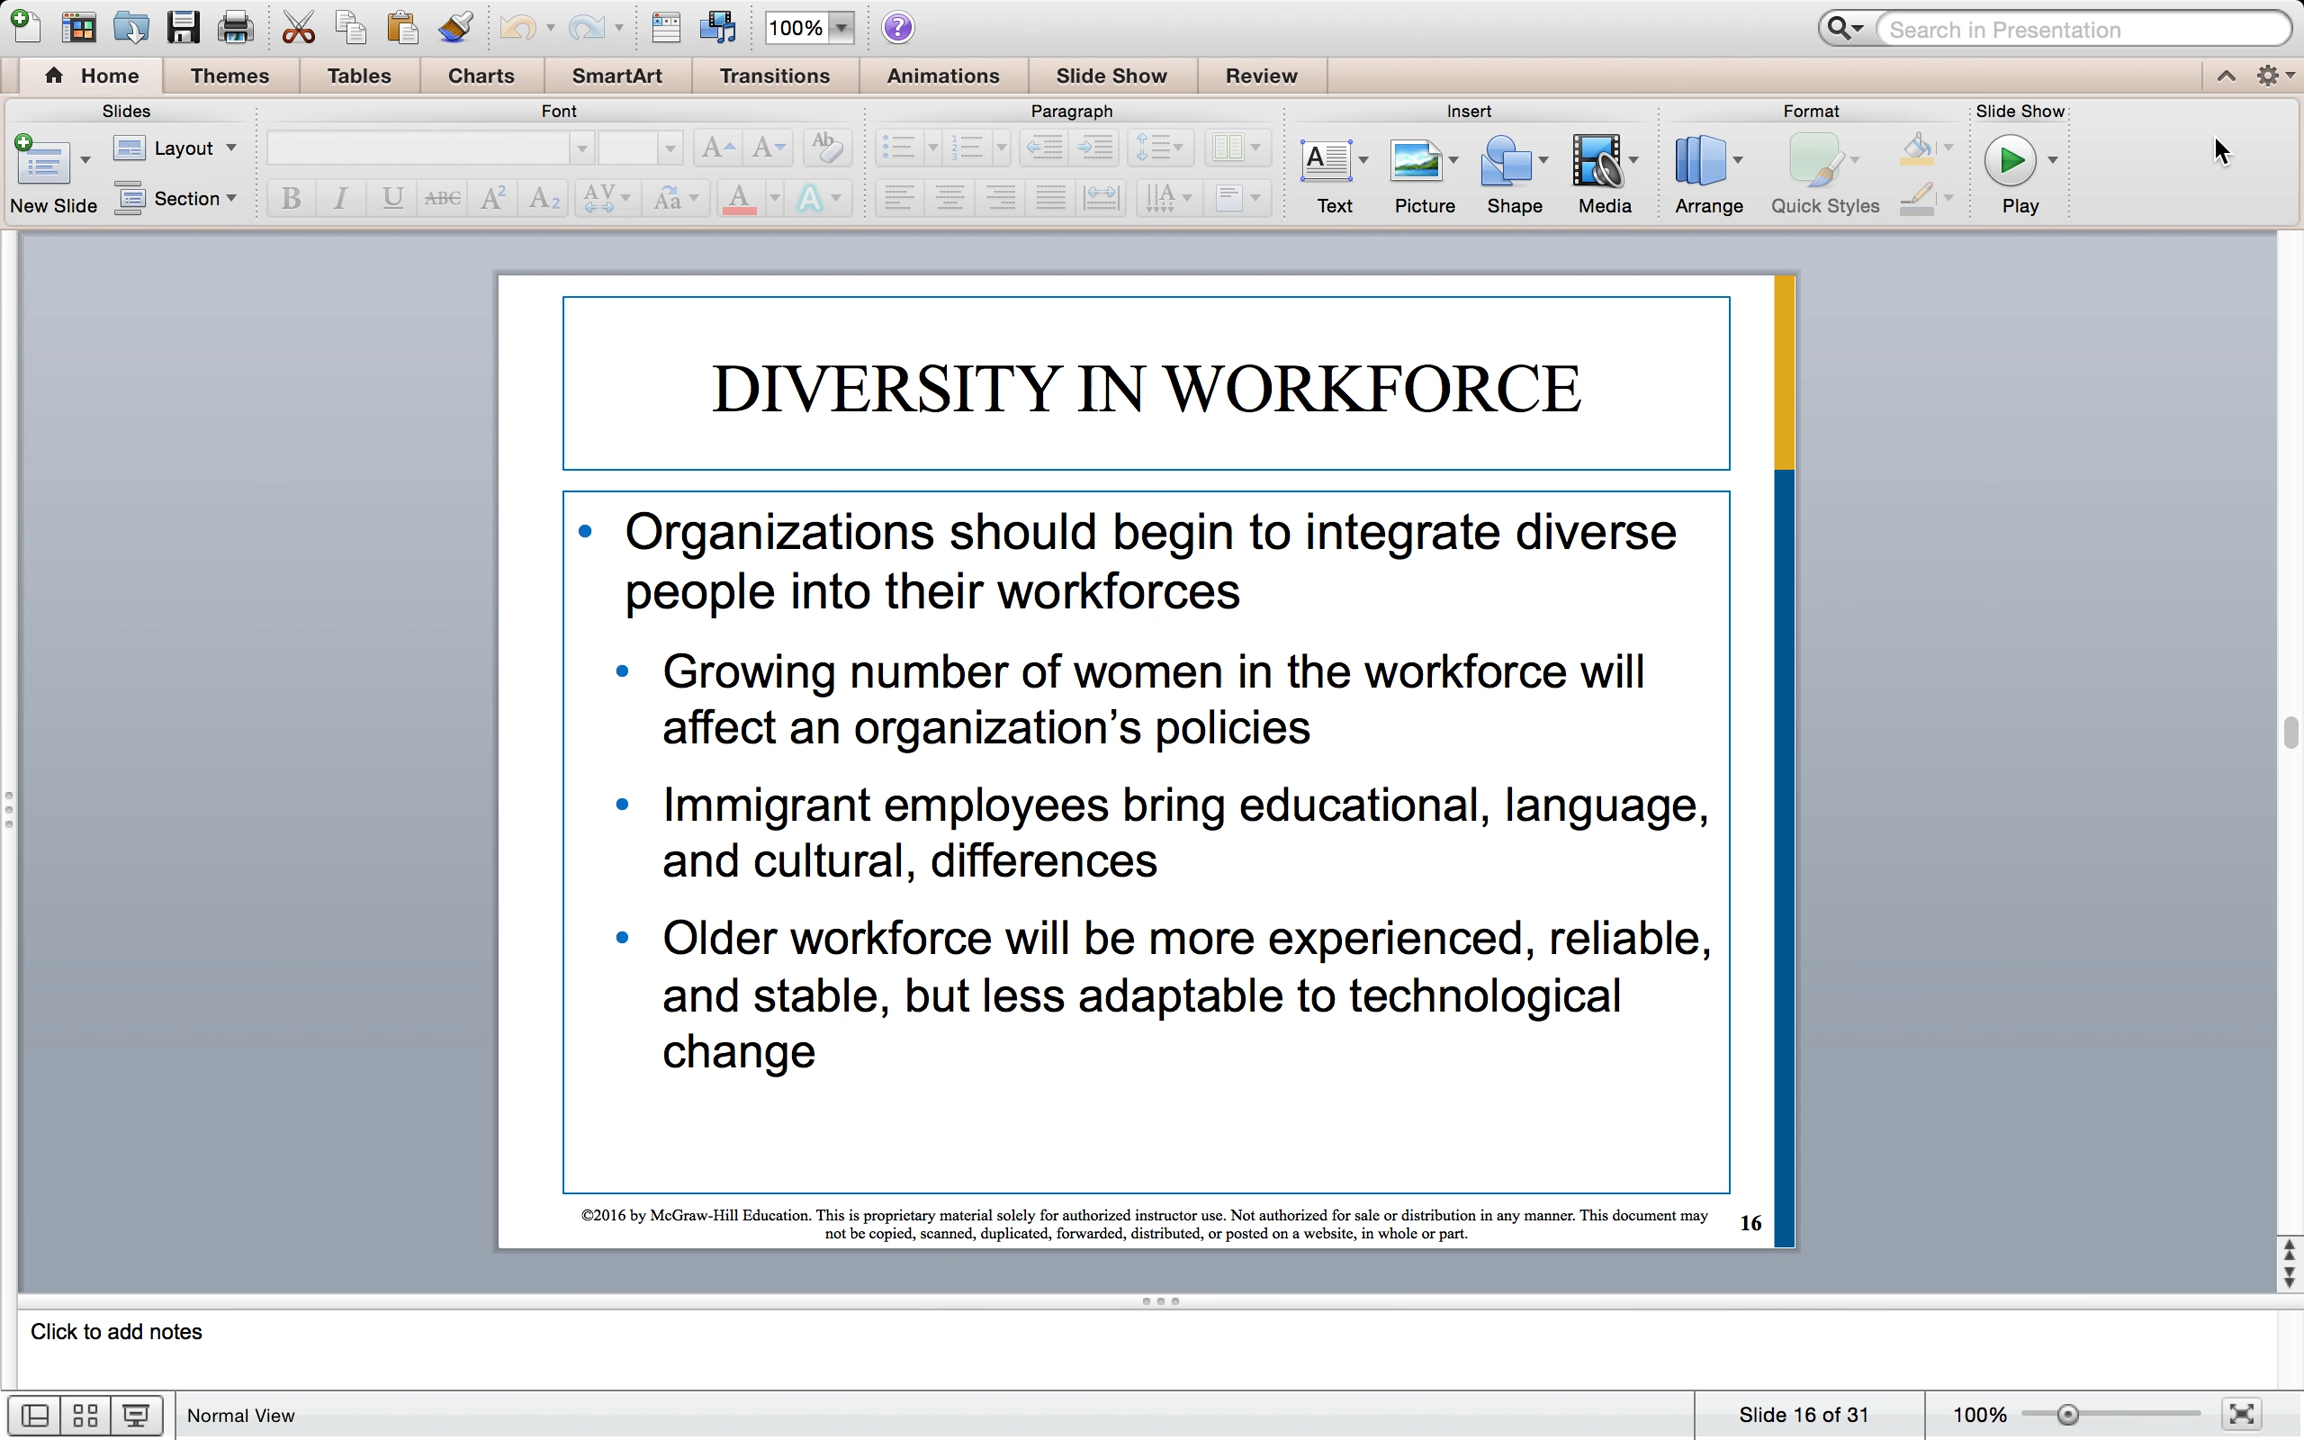 100%
Search in Presentation
Home Themes Tables Charts SmartArt Transitions Animations Slide Show Review
Slides Font Paragraph Insert Format Slide Show
Layout
New Slide Section
Text Picture Shape Media Arrange Quick Styles Play
DIVERSITY IN WORKFORCE
• Organizations should begin to integrate diverse
people into their workforces
• Growing number of women in the workforce will
affect an organization’s policies
• Immigrant employees bring educational, language,
and cultural, differences
• Older workforce will be more experienced, reliable,
and stable, but less adaptable to technological
change
©2016 by McGraw-Hill Education. This is proprietary material solely for authorized instructor use. Not authorized for sale or distribution in any manner. This document may
not be copied, scanned, duplicated, forwarded, distributed, or posted on a website, in whole or part.
16
Click to add notes
Normal View Slide 16 of 31 100%